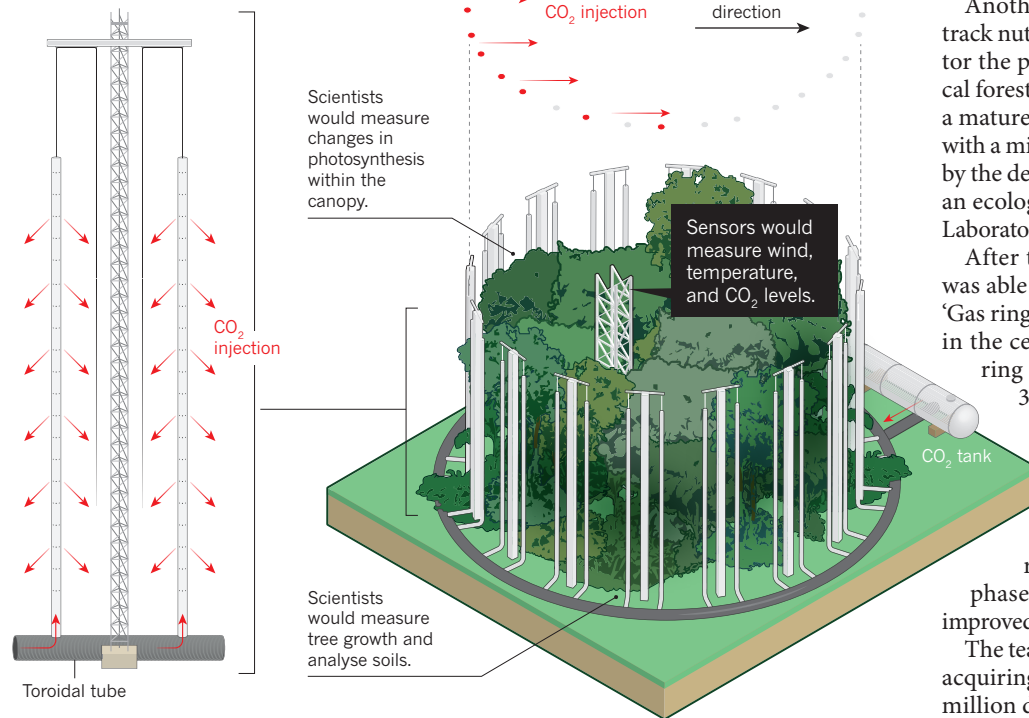 CO2 injection
direction
Scientists
would measure
changes in
photosynthesis
within the
canopy.
Sensors would
measure wind,
temperature,
and CO2 levels.
CO2
injection
CO2 tank
Scientists
would measure
tree growth and
analyse soils.
Toroidal tube
Anoth
track nut
tor the p
cal forest
a mature
with a mi
by the de
an ecolog
Laborato
After t
was able
‘Gas ring
in the ce
ring
3
r
phase
improved
The tea
acquiring
million d